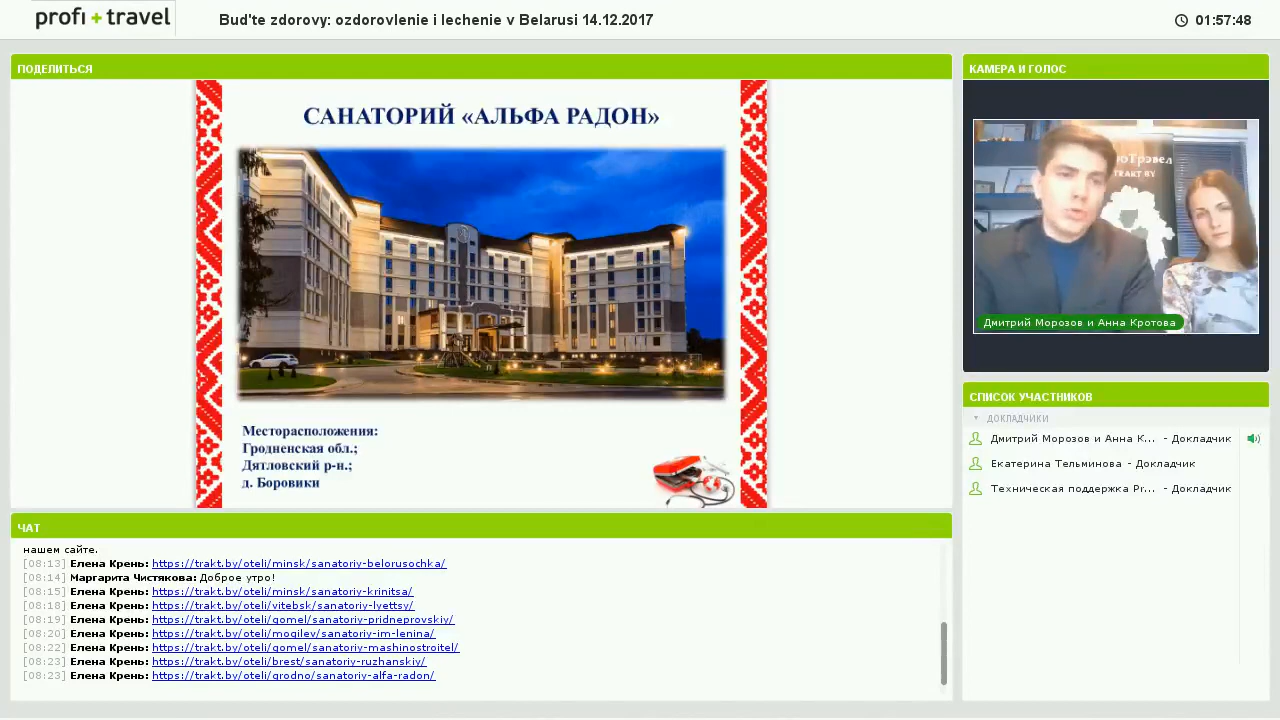 profi + travel
Bud'te zdorovy: ozdorovlenie i lechenie v Belarusi 14.12.2017
01:57:48
ПОДЕЛИТЬСЯ
САНАТОРИЙ «АЛЬФА РАДОН»
Месторасположения:
Гродненская обл.;
Дятловский р-н.;
д. Боровики
КАМЕРА И ГОЛОС
TRAKT.BY
Дмитрий Морозов и Анна Кротова
СПИСОК УЧАСТНИКОВ
ДОКЛАДЧИКИ
Дмитрий Морозов и Анна К... - Докладчик
Екатерина Тельминова - Докладчик
Техническая поддержка Pr... - Докладчик
ЧАТ
нашем сайте.
[08:13] Елена Крень: https://trakt.by/oteli/minsk/sanatoriy-belorusochka/
[08:14] Маргарита Чистякова: Доброе утро!
[08:15] Елена Крень: https://trakt.by/oteli/minsk/sanatoriy-krinitsa/
[08:18] Елена Крень: https://trakt.by/oteli/vitebsk/sanatoriy-lyettsy/
[08:19] Елена Крень: https://trakt.by/oteli/gomel/sanatoriy-pridneprovskiy/
[08:20] Елена Крень: https://trakt.by/oteli/mogilev/sanatoriy-im-lenina/
[08:22] Елена Крень: https://trakt.by/oteli/gomel/sanatoriy-mashinostroitel/
[08:23] Елена Крень: https://trakt.by/oteli/brest/sanatoriy-ruzhanskiy/
[08:23] Елена Крень: https://trakt.by/oteli/grodno/sanatoriy-alfa-radon/